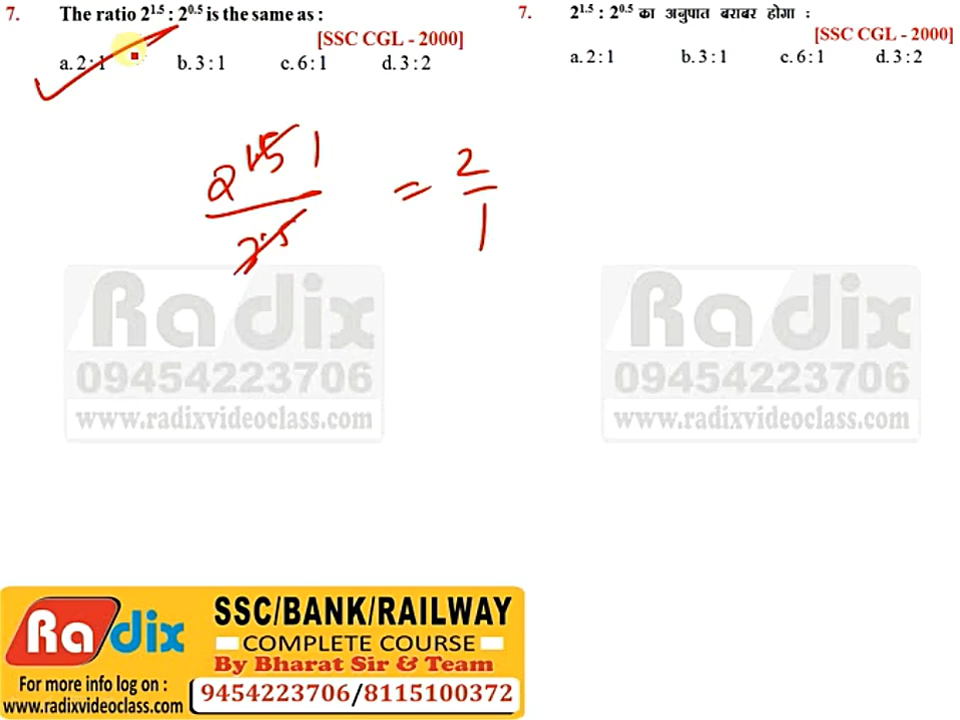 7. The ratio 2^1.5 : 2^0.5 is the same as :
[SSC CGL - 2000]
a. 2 : 1 b. 3 : 1 c. 6 : 1 d. 3 : 2
2^1.5 1
2^.5
= 2
1
7. 2^1.5 : 2^0.5 का अनुपात बराबर होगा :
[SSC CGL - 2000]
a. 2 : 1 b. 3 : 1 c. 6 : 1 d. 3 : 2
Radix
09454223706
www.radixvideoclass.com
Radix
09454223706
www.radixvideoclass.com
Radix
For more info log on :
www.radixvideoclass.com
SSC/BANK/RAILWAY
COMPLETE COURSE
By Bharat Sir & Team
9454223706/8115100372